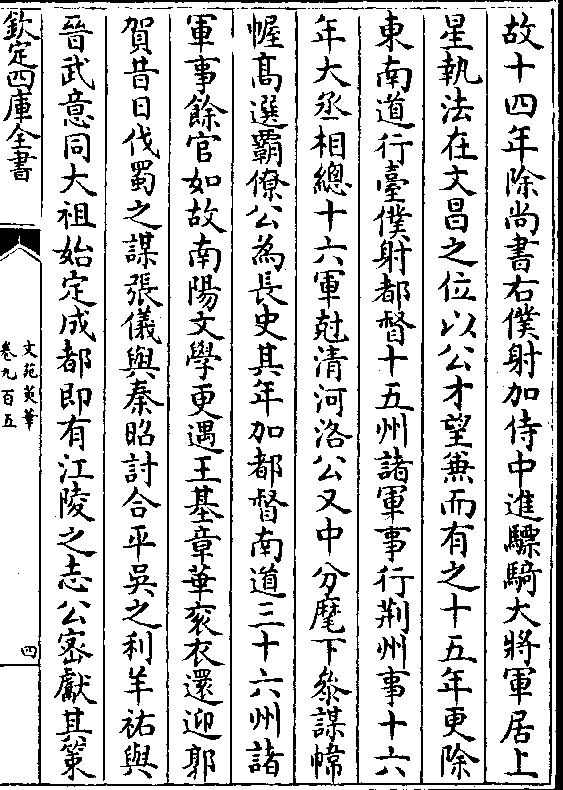 故十四年除尚書右僕射加侍中進驃騎大將軍居上
星執法在文昌之位以公才望兼而有之十五年更除
東南道行臺僕射都督十五州諸軍事行荆州事十六
年大丞相總十六軍尅清河洛公又中分麾下參謀幃
幄髙選霸僚公為長史其年加都督南道三十六州諸
軍事餘官如故南陽文學更遇王基章華衮衣還迎郭
賀昔日伐蜀之謀張儀與秦昭計合平吳之利羊祐與
晉武意同大祖始定成都即有江陵之志公宻獻其策
欽定四庫全書
文苑英華
卷九百五
四